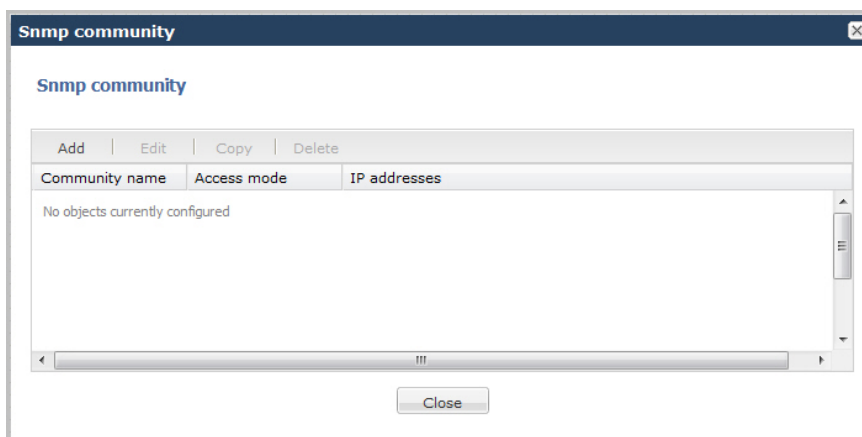 Snmp community
Snmp community
Add Edit Copy Delete
Community name Access mode IP addresses
No objects currently configured
Close